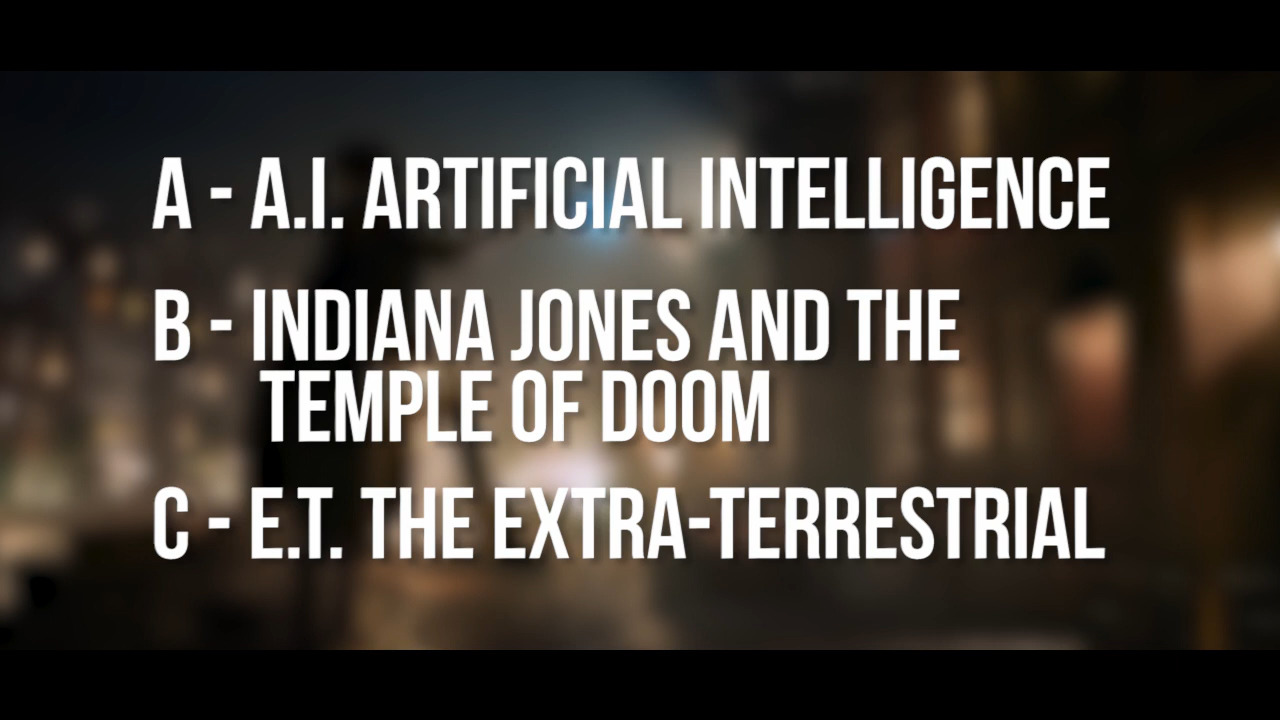 A - A.I. ARTIFICIAL INTELLIGENCE
B - INDIANA JONES AND THE
TEMPLE OF DOOM
C - E.T. THE EXTRA-TERRESTRIAL